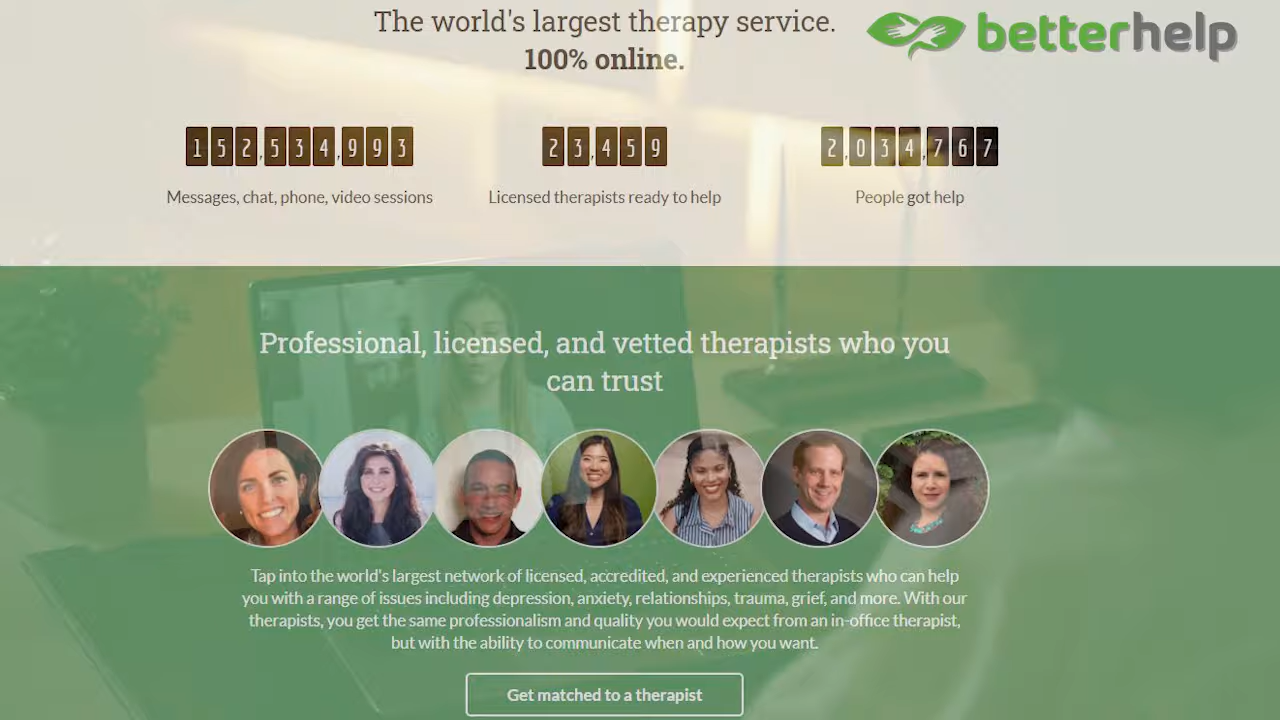 The world's largest therapy service.
100% online.
betterhelp
152,534,993
23,459
2,034,767
Messages, chat, phone, video sessions
Licensed therapists ready to help
People got help
Professional, licensed, and vetted therapists who you
can trust
Tap into the world's largest network of licensed, accredited, and experienced therapists who can help
you with a range of issues including depression, anxiety, relationships, trauma, grief, and more. With our
therapists, you get the same professionalism and quality you would expect from an in-office therapist,
but with the ability to communicate when and how you want.
Get matched to a therapist